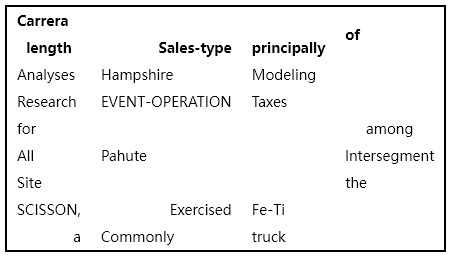 Carrera
of
length Sales-type principally
Analyses Hampshire Modeling
Research EVENT-OPERATION Taxes
for among
All Pahute Intersegment
Site the
SCISSON, Exercised Fe-Ti
a Commonly truck